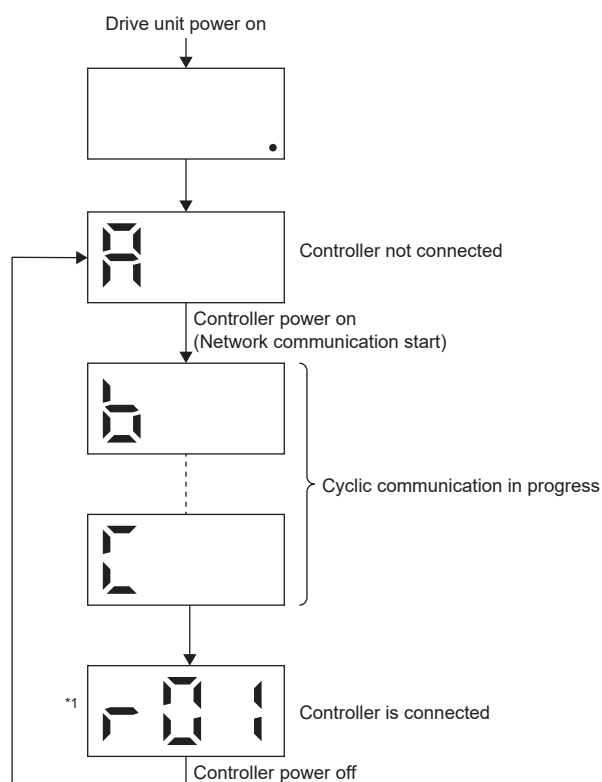 Drive unit power on
.
A
Controller not connected
Controller power on
(Network communication start)
b
Cyclic communication in progress
C
*1
r01
Controller is connected
Controller power off